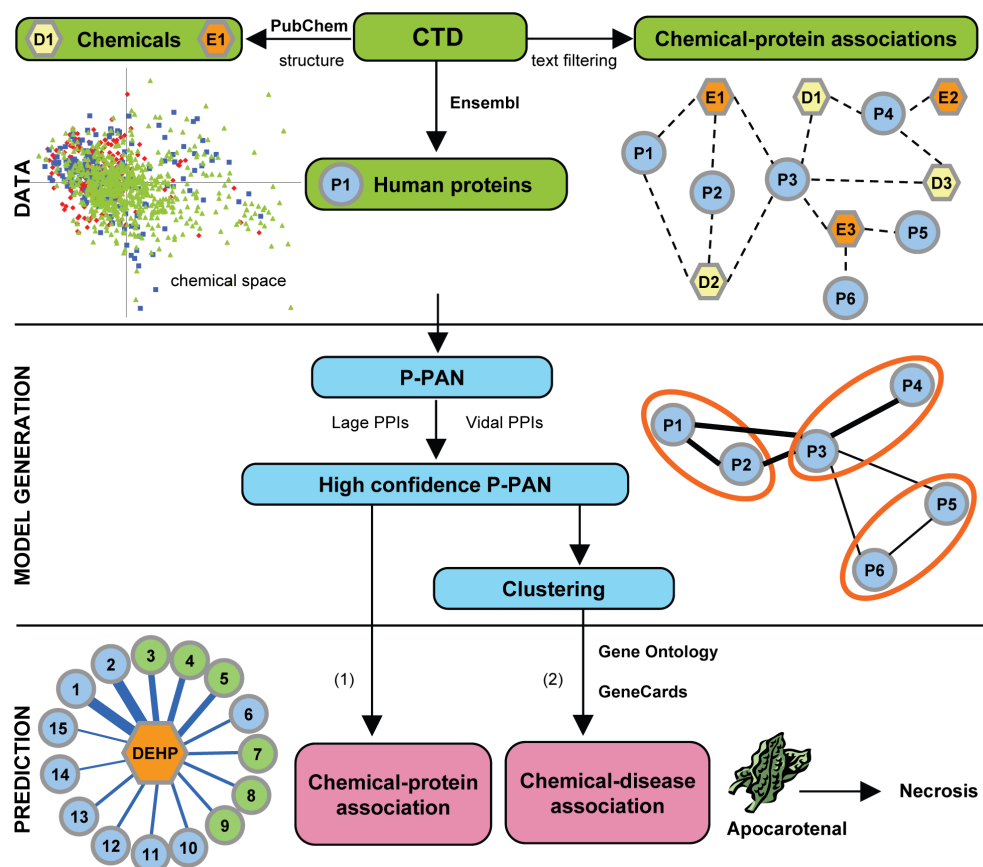 D1 Chemicals E1
PubChem
structure
CTD
text filtering
Chemical-protein associations
Ensembl
P1 Human proteins
chemical space
DATA
E1
D1
E2
P4
P1
P2
P3
D3
E3
P5
D2
P6
MODEL GENERATION
P-PAN
Lage PPIs
Vidal PPIs
High confidence P-PAN
Clustering
P4
P1
P2
P3
P5
P6
PREDICTION
3
4
2
5
1
6
15
DEHP
7
14
8
13
9
12
11
10
(1)
(2)
Gene Ontology
GeneCards
Chemical-protein
association
Chemical-disease
association
Apocarotenal
Necrosis